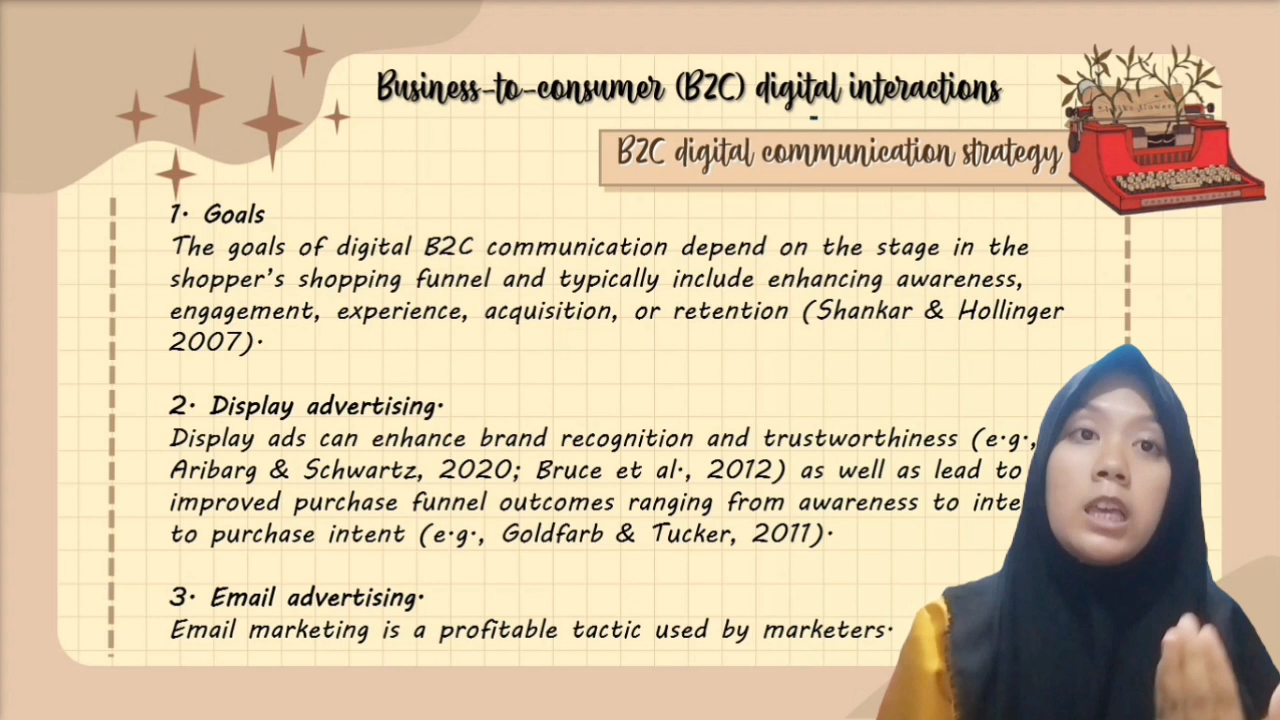 Business-to-consumer (B2C) digital interactions
-
B2C digital communication strategy
1. Goals
The goals of digital B2C communication depend on the stage in the
shopper's shopping funnel and typically include enhancing awareness,
engagement, experience, acquisition, or retention (Shankar & Hollinger
2007).
2. Display advertising.
Display ads can enhance brand recognition and trustworthiness (e.g.,
Aribarg & Schwartz, 2020; Bruce et al., 2012) as well as lead to
improved purchase funnel outcomes ranging from awareness to inte
to purchase intent (e.g., Goldfarb & Tucker, 2011).
3. Email advertising.
Email marketing is a profitable tactic used by marketers.